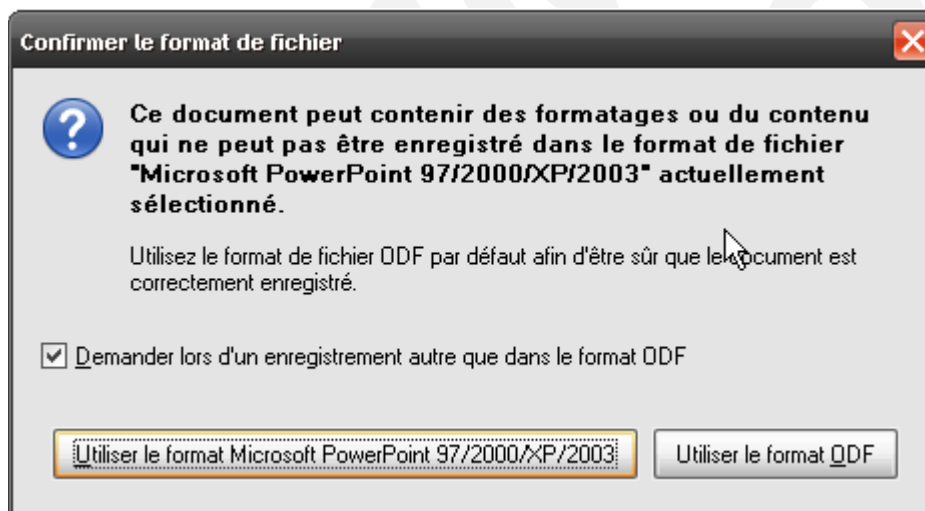 Confirmer le format de fichier
Ce document peut contenir des formatages ou du contenu
qui ne peut pas être enregistré dans le format de fichier
"Microsoft PowerPoint 97/2000/XP/2003" actuellement
sélectionné.
Utilisez le format de fichier ODF par défaut afin d'être sûr que le document est
correctement enregistré.
Demander lors d'un enregistrement autre que dans le format ODF
Utiliser le format Microsoft PowerPoint 97/2000/XP/2003
Utiliser le format ODF